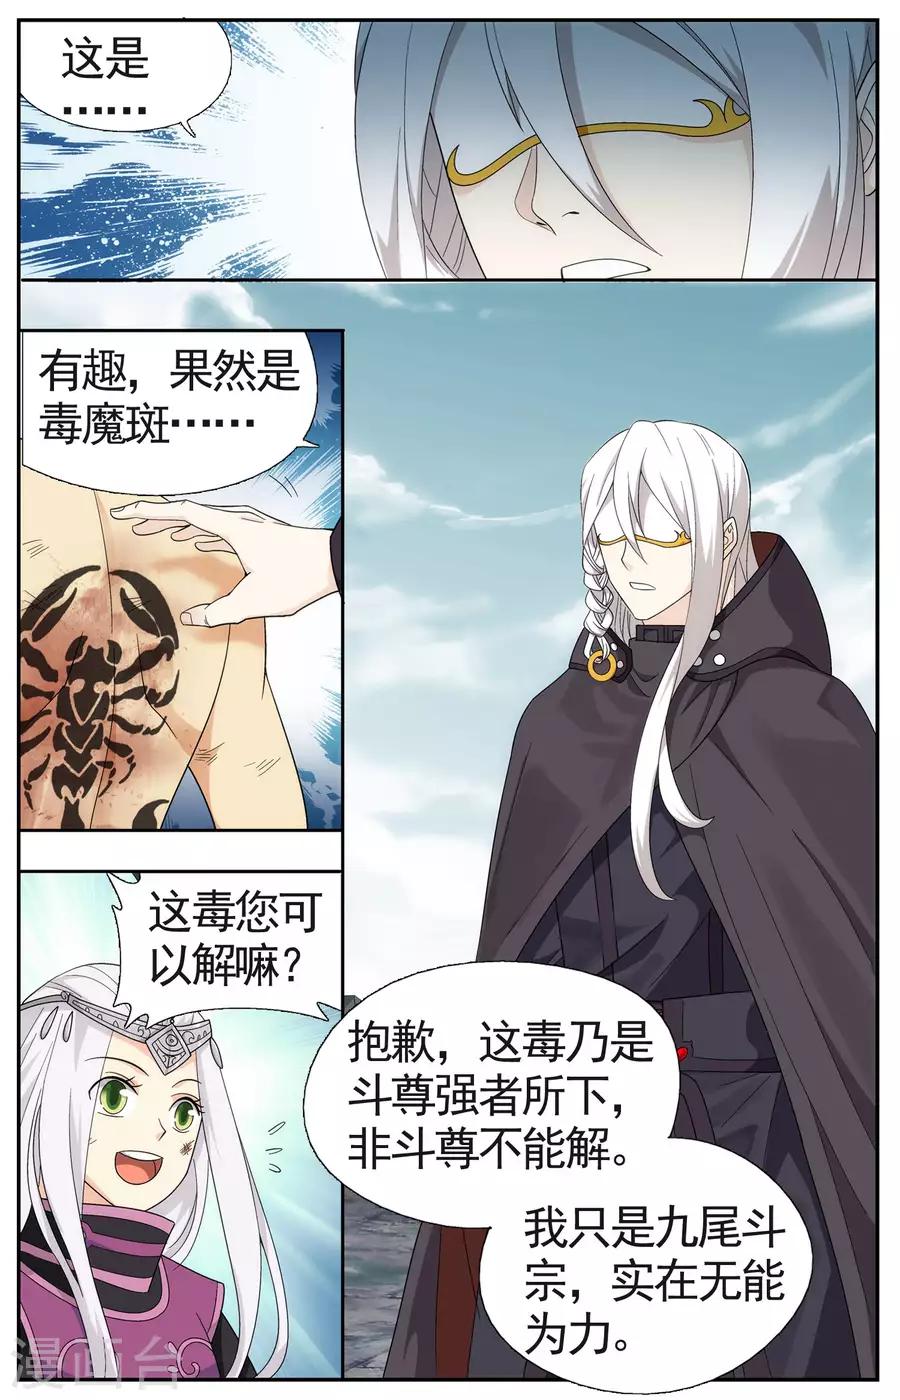 这是
……
有趣，果然是
毒魔斑……
这毒您可
以解嘛？
抱歉，这毒乃是
斗尊强者所下，
非斗尊不能解。
我只是九尾斗
宗，实在无能
为力。
漫画台